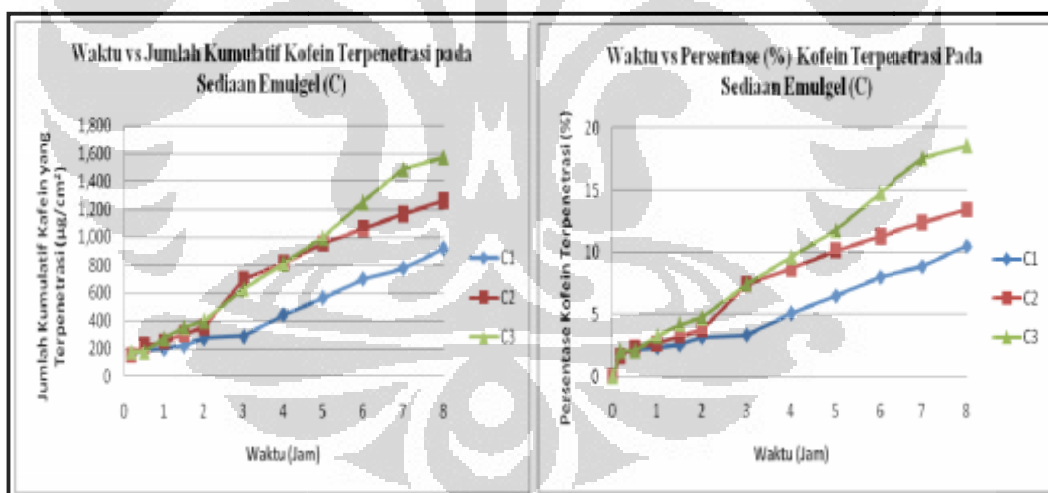 Waktu vs Jumlah Kumulatif Kofein Terpenetrasi pada
Sediaan Emulgel (C)
Jumlah Kumulatif Kafein yang
Terpenetrasi (µg/cm²)
1,800
1,600
1,400
1,200
1,000
800
600
400
200
0
0 1 2 3 4 5 6 7 8
Waktu (Jam)
C1
C2
C3
Waktu vs Persentase (%) Kofein Terpenetrasi Pada
Sediaan Emulgel (C)
Persentase Kofein Terpenetrasi (%)
20
15
10
5
0
0 1 2 3 4 5 6 7 8
Waktu (Jam)
C1
C2
C3